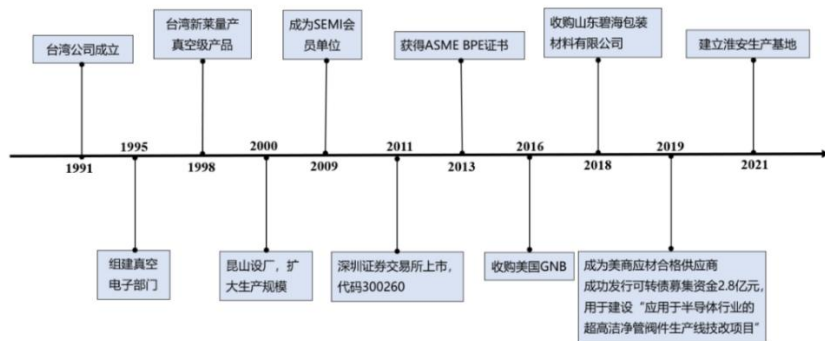 台湾公司成立
台湾新莱量产
真空级产品
成为SEMI会
员单位
获得ASME BPE证书
收购山东碧海包装
材料有限公司
建立淮安生产基地
1995
2000
2011
2016
2019
1991
1998
2009
2013
2018
2021
组建真空
电子部门
昆山设厂，扩
大生产规模
深圳证券交易所上市，
代码300260
收购美国GNB
成为美商应材合格供应商
成功发行可转债募集资金2.8亿元，
用于建设“应用于半导体行业的
超高洁净管阀件生产线技改项目”